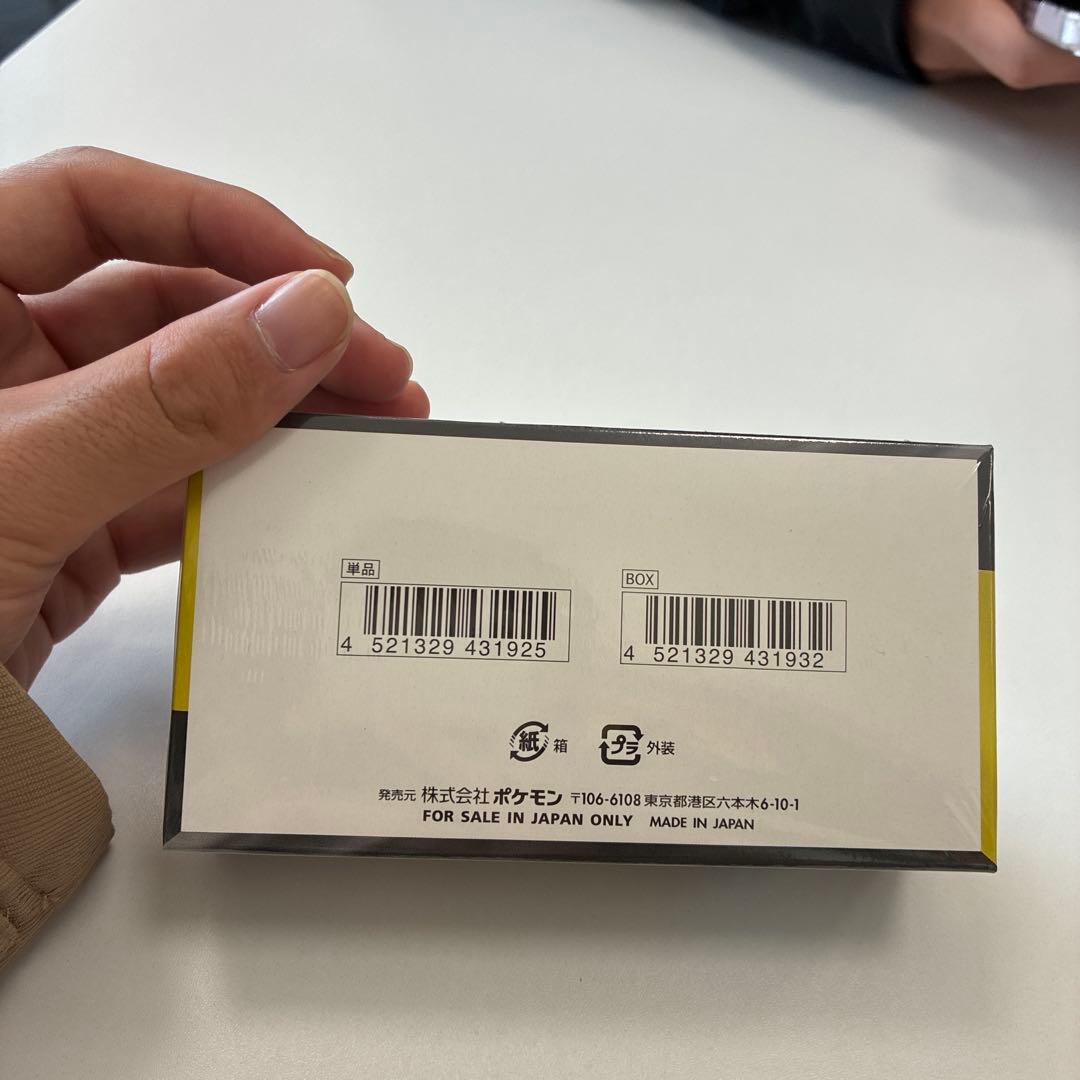 単品
4 521329 431925
BOX
4 521329 431932
紙 箱
プラ 外装
発売元 株式会社ポケモン 〒106-6108 東京都港区六本木6-10-1
FOR SALE IN JAPAN ONLY MADE IN JAPAN